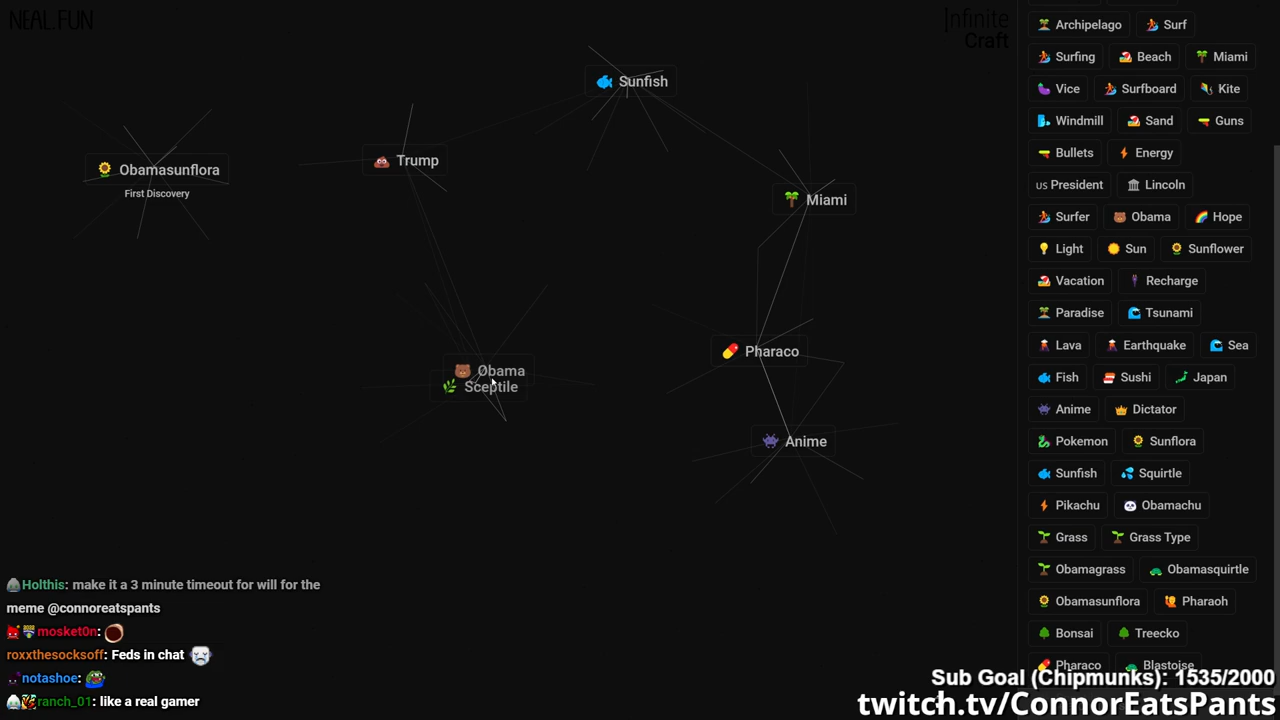 NEAL.FUN
Infinite
Craft
Sunfish
Obamasunflora
First Discovery
Trump
Miami
Pharaco
Obama
Sceptile
Anime
Archipelago Surf
Surfing Beach Miami
Vice Surfboard Kite
Windmill Sand Guns
Bullets Energy
US President Lincoln
Surfer Obama Hope
Light Sun Sunflower
Vacation Recharge
Paradise Tsunami
Lava Earthquake Sea
Fish Sushi Japan
Anime Dictator
Pokemon Sunflora
Sunfish Squirtle
Pikachu Obamachu
Grass Grass Type
Obamagrass Obamasquirtle
Obamasunflora Pharaoh
Bonsai Treecko
Pharaco Blastoise
Holthis: make it a 3 minute timeout for will for the
meme @connoreatspants
mosket0n:
roxxthesocksoff: Feds in chat
notashoe:
ranch_01: like a real gamer
Sub Goal (Chipmunks): 1535/2000
twitch.tv/ConnorEatsPants